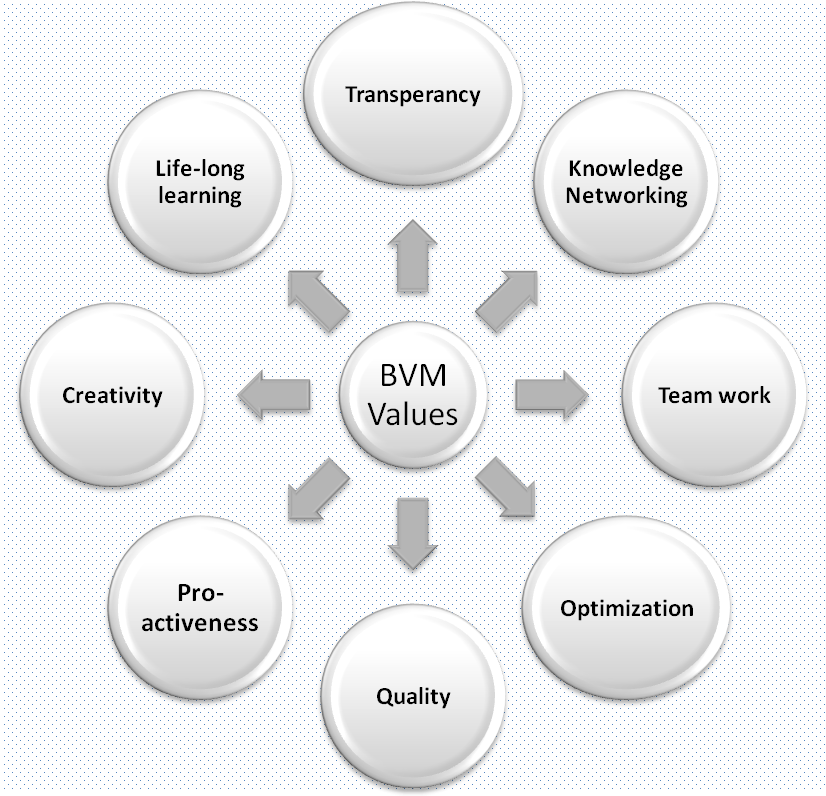 Transperancy
Life-long
learning
Knowledge
Networking
BVM
Values
Creativity
Team work
Pro-
activeness
Optimization
Quality